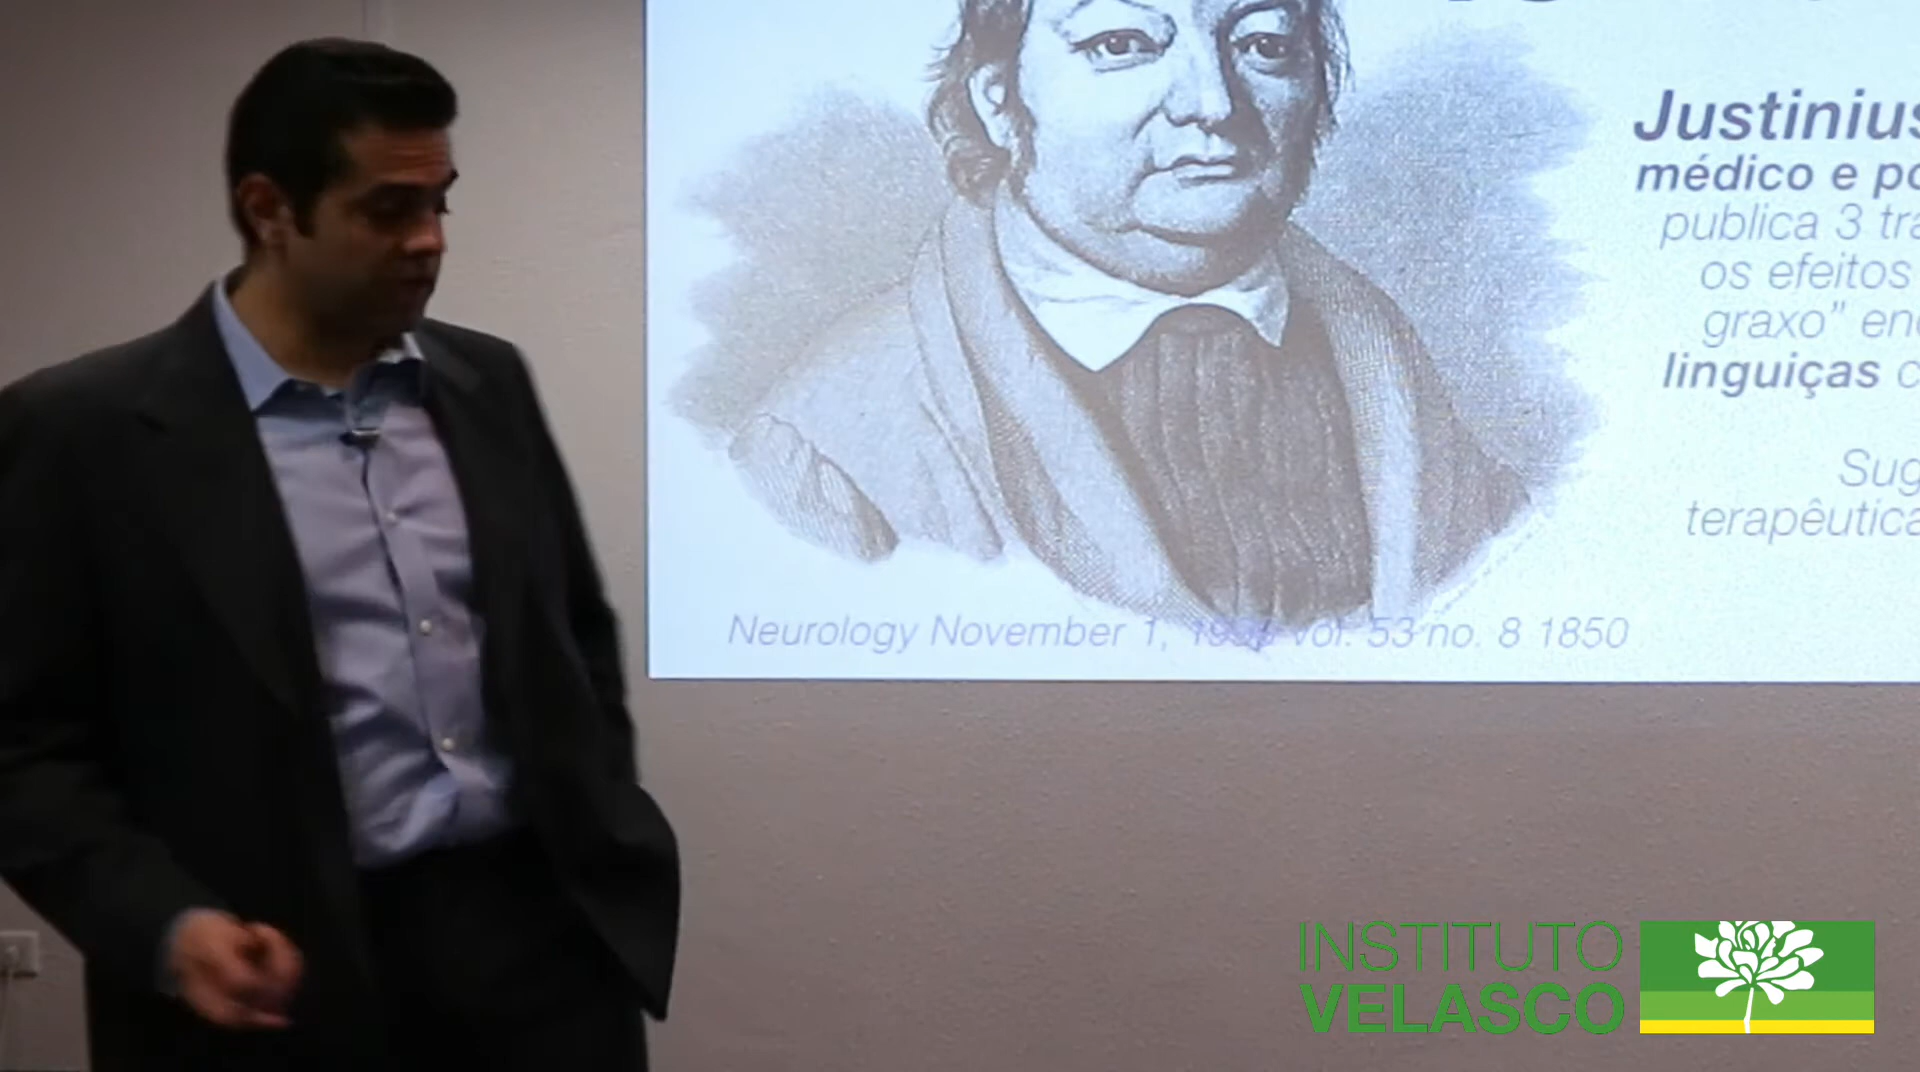 Justinius
médico e po
publica 3 tra
os efeitos
graxo” en
linguiças c
Sug
terapêutica
Neurology November 1, vol. 53 no. 8 1850
INSTITUTO
VELASCO